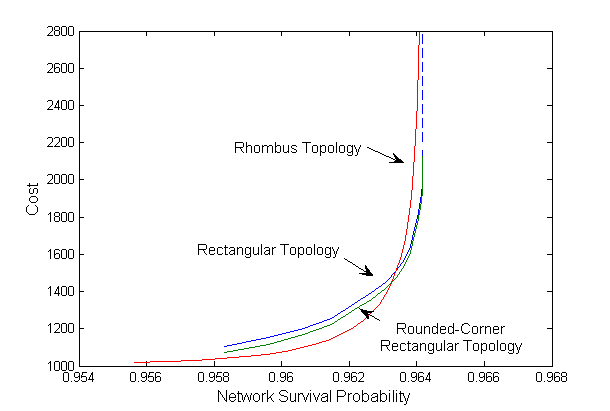 2800
2600
2400
2200
2000
1800
1600
1400
1200
1000
Cost
Rhombus Topology
Rectangular Topology
Rounded-Corner
Rectangular Topology
0.954 0.956 0.958 0.96 0.962 0.964 0.966 0.968
Network Survival Probability